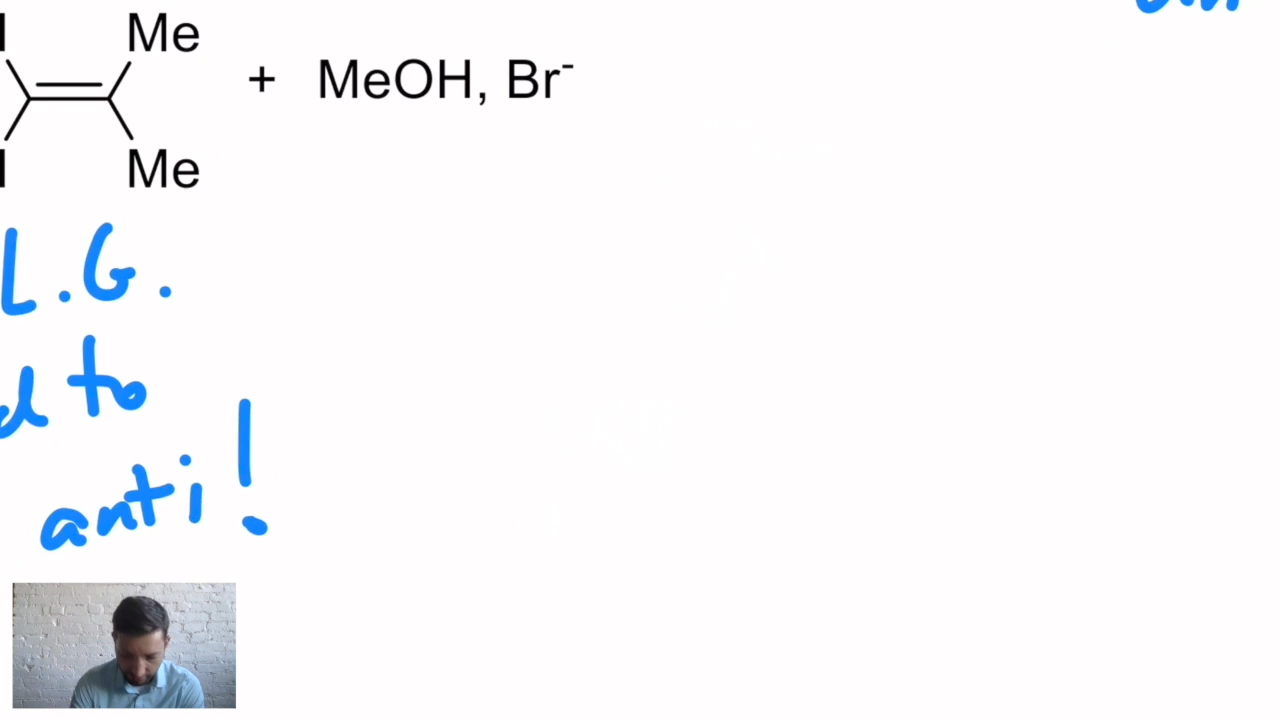 Me
+ MeOH, Br⁻
Me
L.G.
d to
anti!